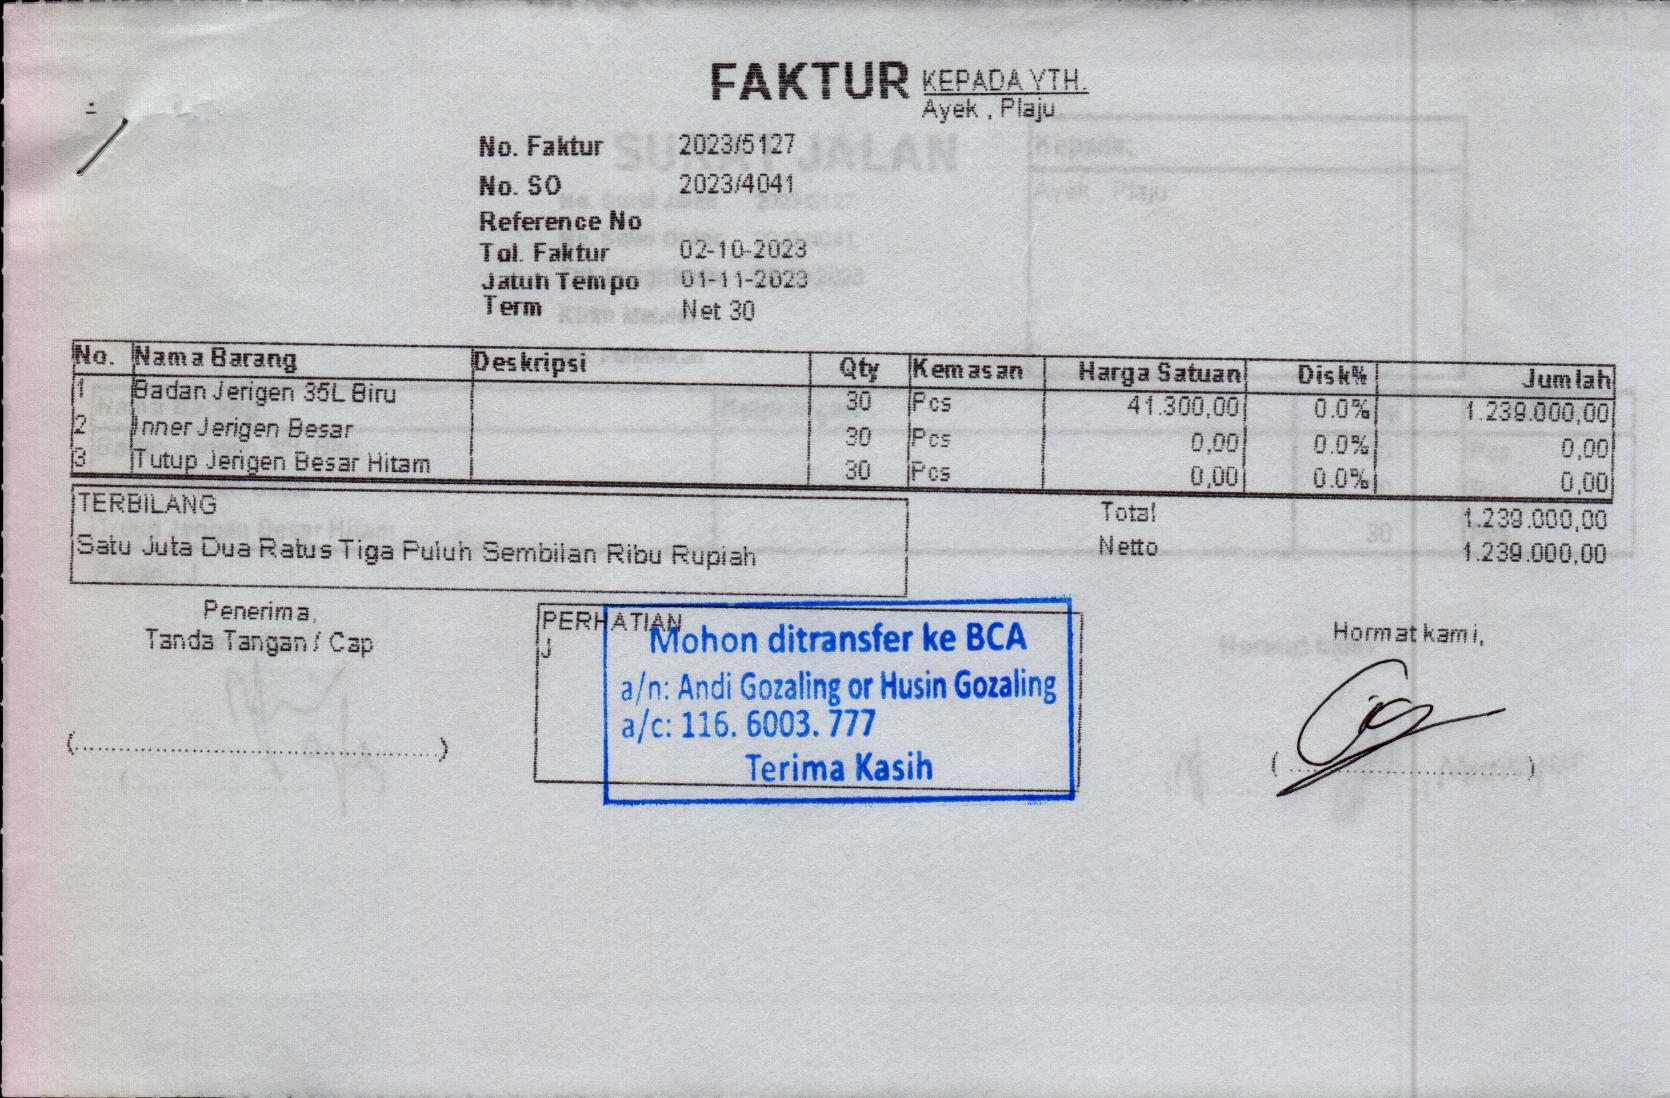 FAKTUR
KEPADA YTH.
Ayek , Plaju
No. Faktur 2023/5127
No. SO 2023/4041
Reference No
Tgl. Faktur 02-10-2023
Jatuh Tempo 01-11-2023
Term Net 30
No. Nama Barang Deskripsi Qty Kemasan Harga Satuan Disk% Jumlah
1 Badan Jerigen 35L Biru 30 Pcs 41.300,00 0.0% 1.239.000,00
2 Inner Jerigen Besar 30 Pcs 0,00 0.0% 0,00
3 Tutup Jerigen Besar Hitam 30 Pcs 0,00 0.0% 0,00
TERBILANG
Satu Juta Dua Ratus Tiga Puluh Sembilan Ribu Rupiah
Total 1.239.000,00
Netto 1.239.000,00
Penerima,
Tanda Tangan / Cap
PERHATIAN
J
Mohon ditransfer ke BCA
a/n: Andi Gozaling or Husin Gozaling
a/c: 116. 6003. 777
Terima Kasih
Hormat kami,
SURAT JALAN
Kepada:
Ayek , Plaju